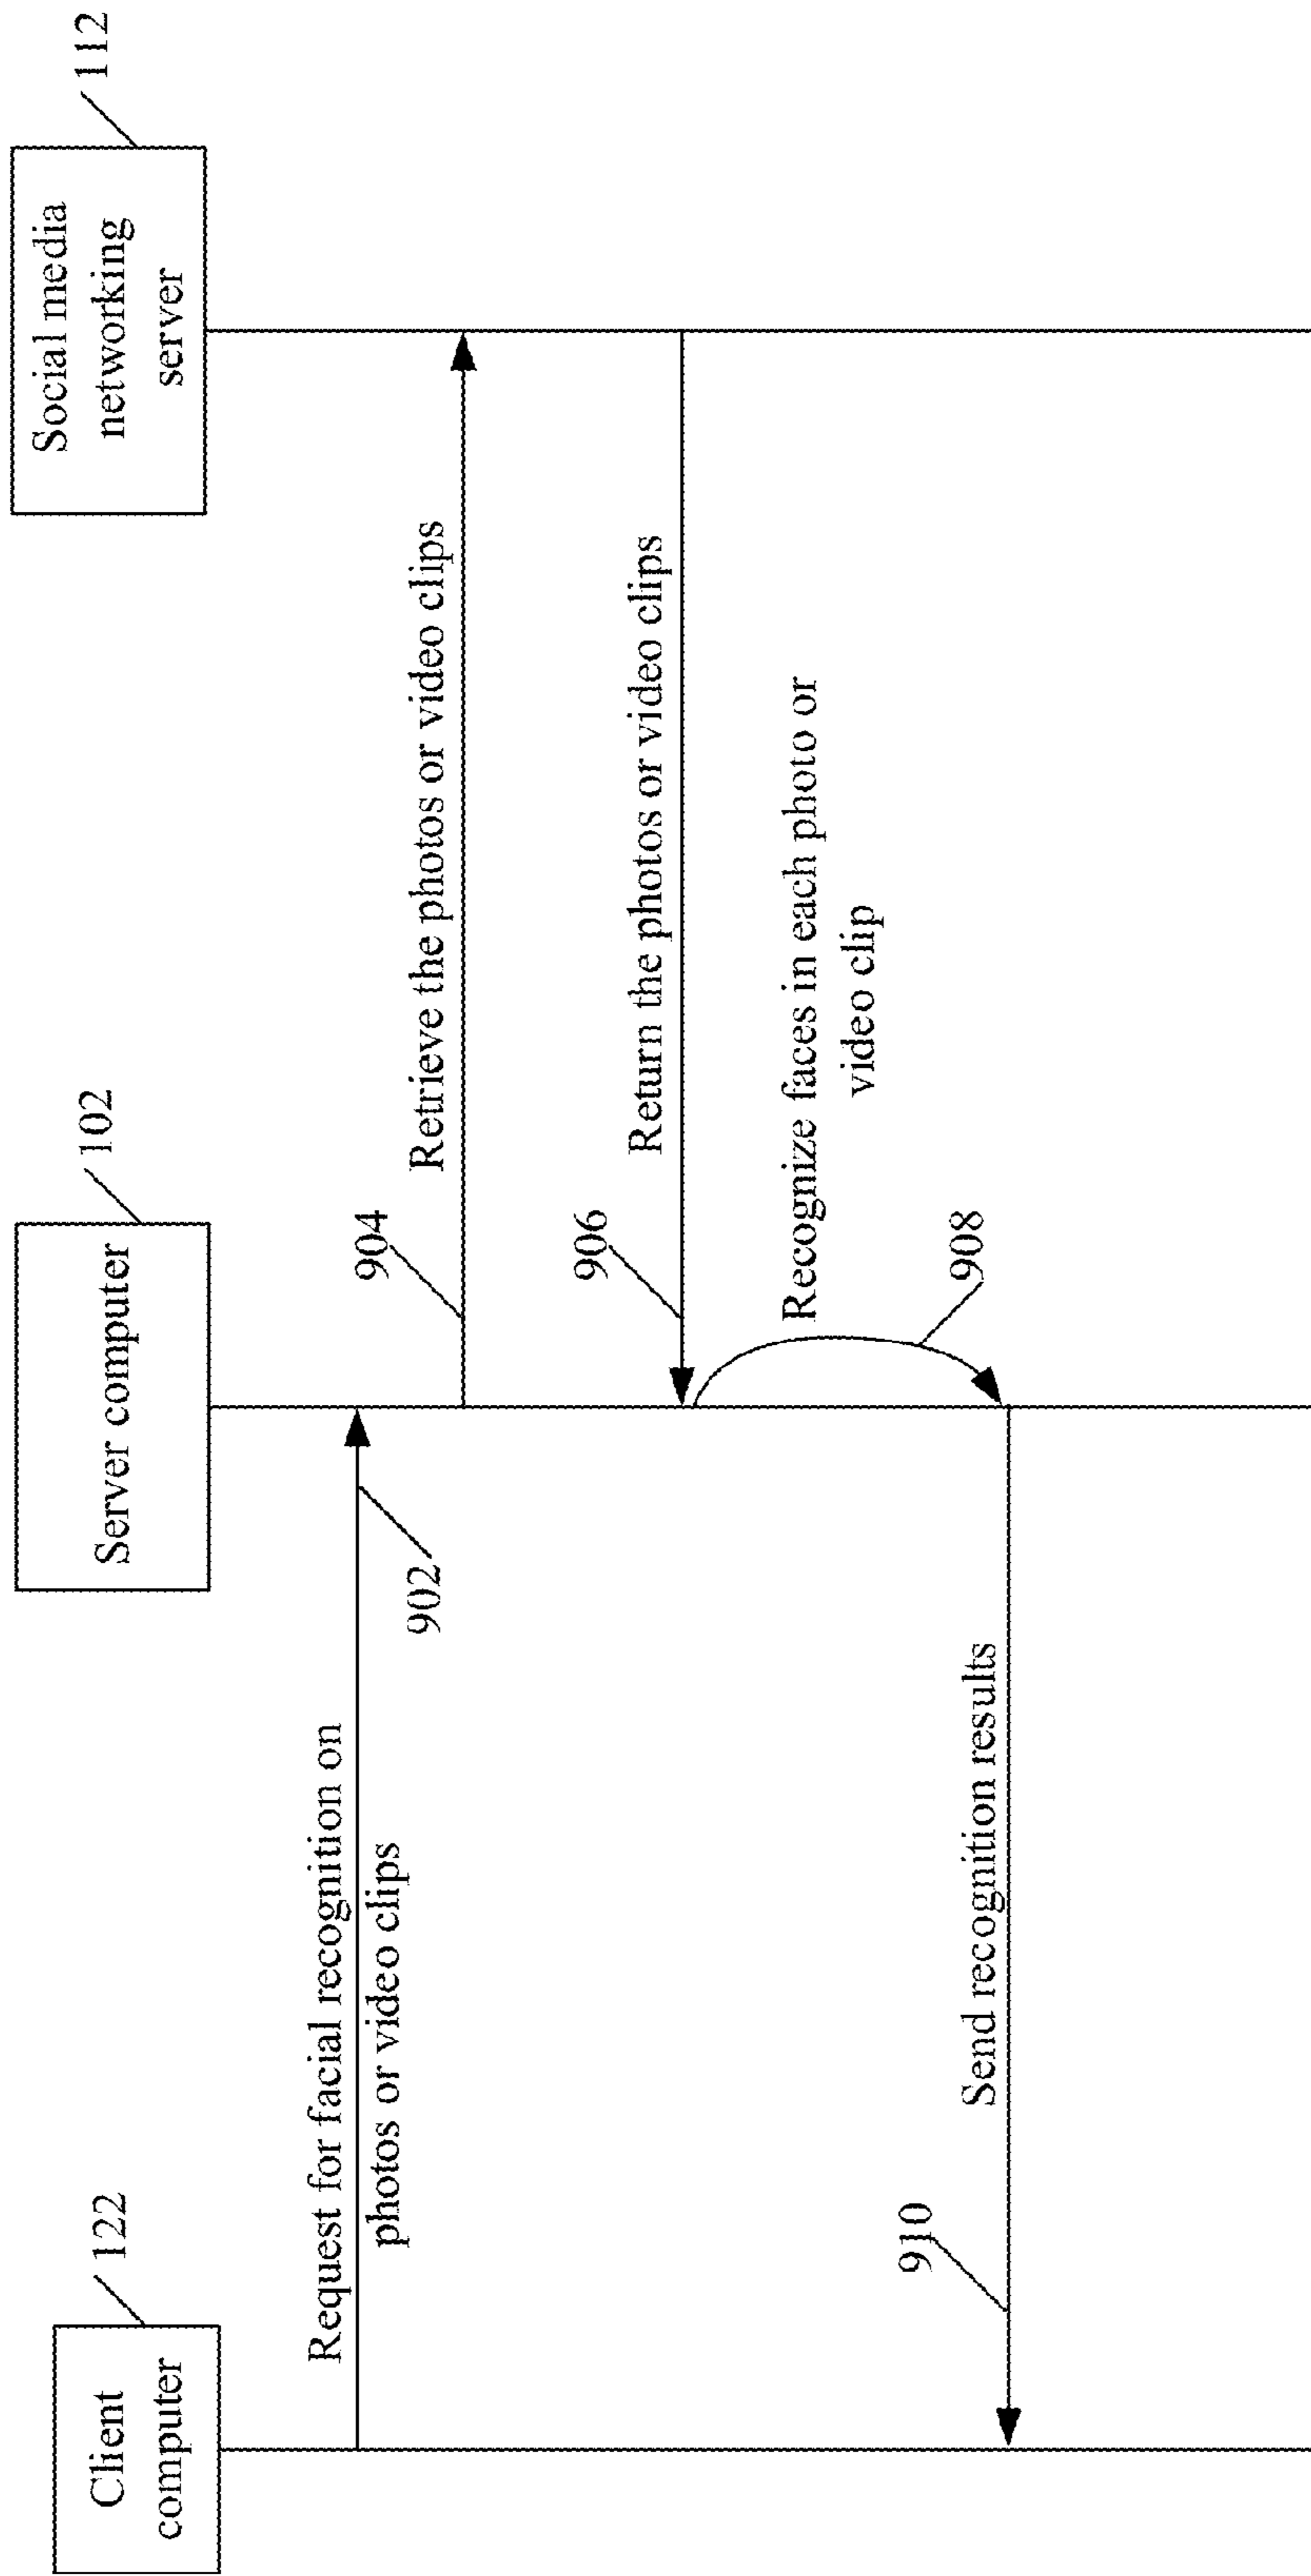 Client
computer
122
Server computer
102
Social media
networking
server
112
Request for facial recognition on
photos or video clips
902
904
Retrieve the photos or video clips
906
Return the photos or video clips
Recognize faces in each photo or
video clip
908
Send recognition results
910